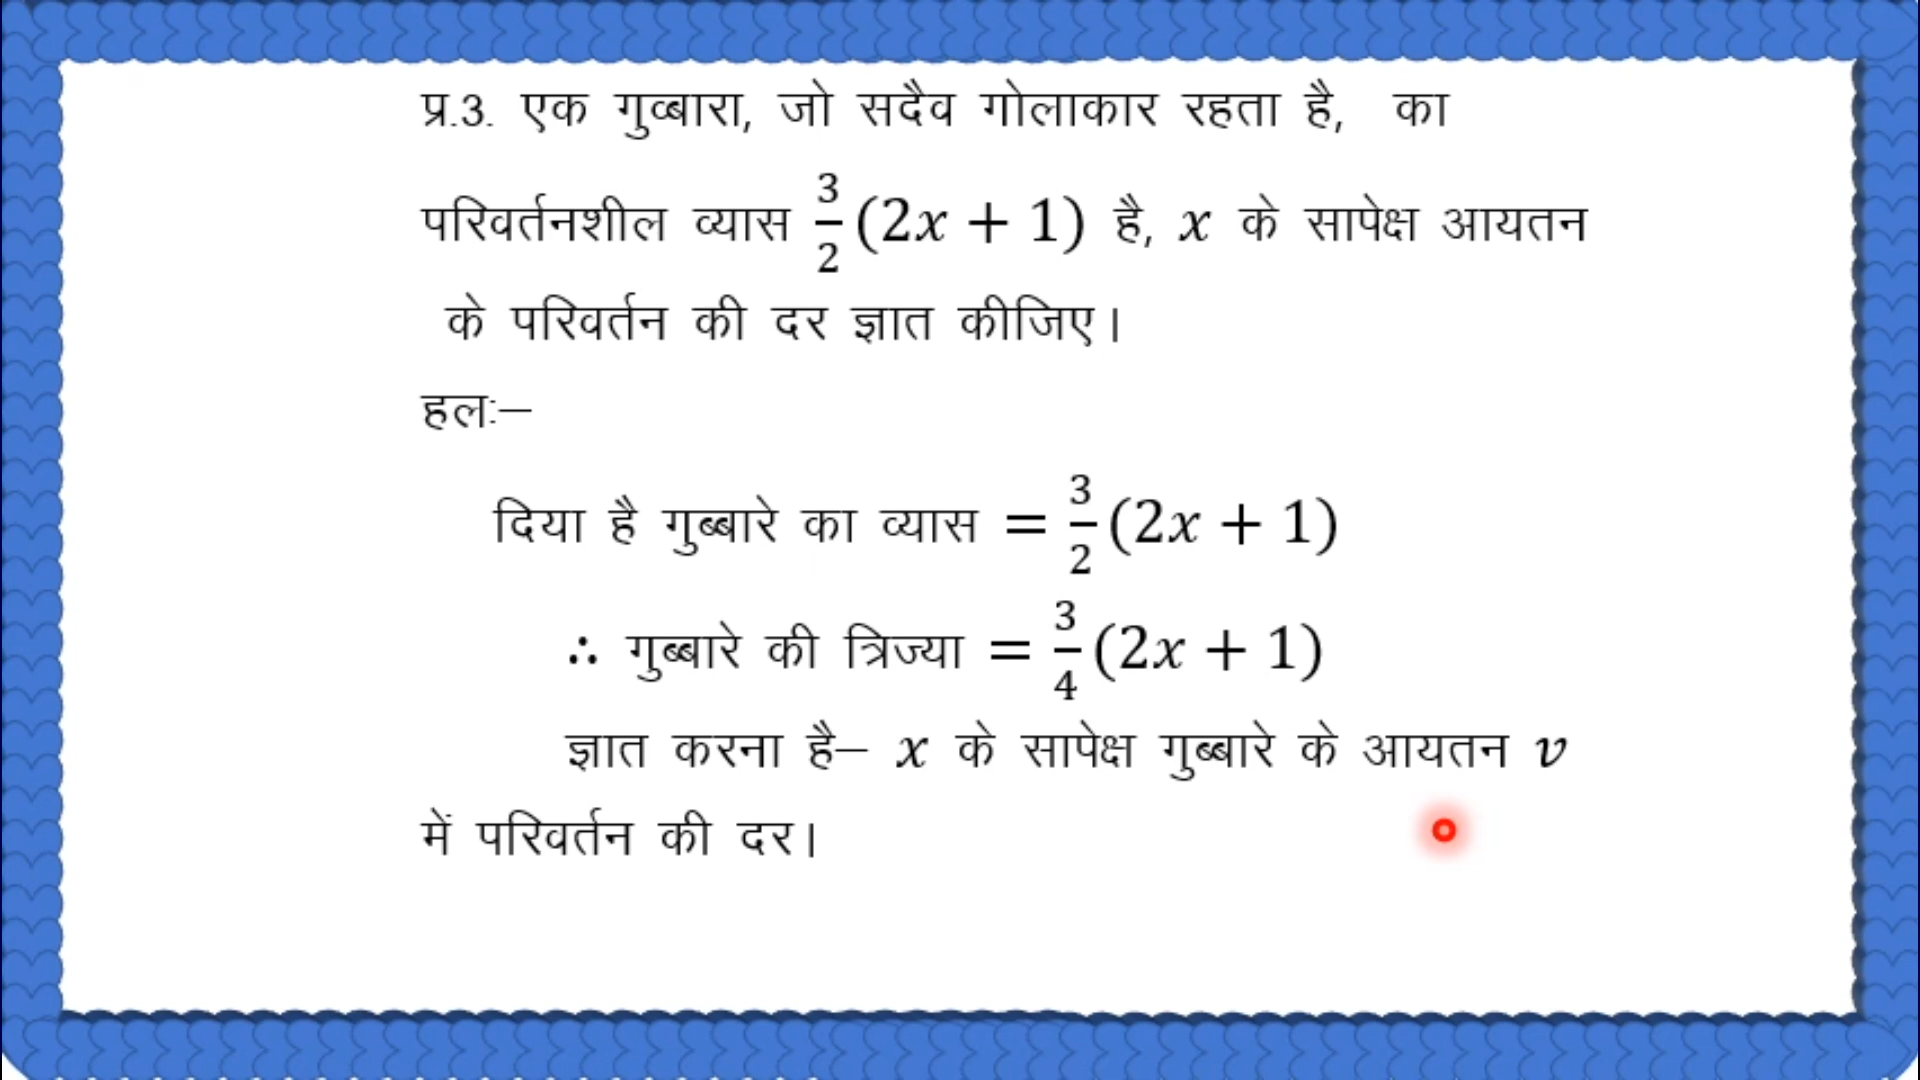 प्र.3. एक गुब्बारा, जो सदैव गोलाकार रहता है, का
परिवर्तनशील व्यास 3/2 (2x + 1) है, x के सापेक्ष आयतन
के परिवर्तन की दर ज्ञात कीजिए।
हलः–
दिया है गुब्बारे का व्यास = 3/2 (2x + 1)
∴ गुब्बारे की त्रिज्या = 3/4 (2x + 1)
ज्ञात करना है– x के सापेक्ष गुब्बारे के आयतन v
में परिवर्तन की दर।